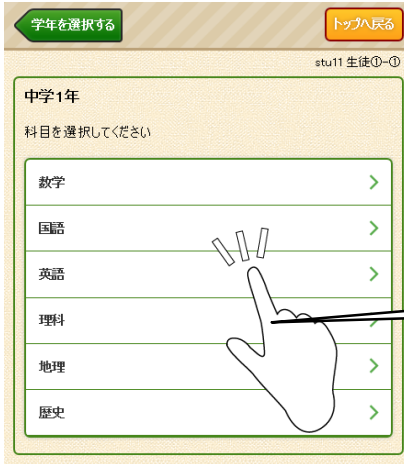 学年を選択する
トップへ戻る
stu11 生徒①-①
中学1年
科目を選択してください
数学
国語
英語
理科
地理
歴史